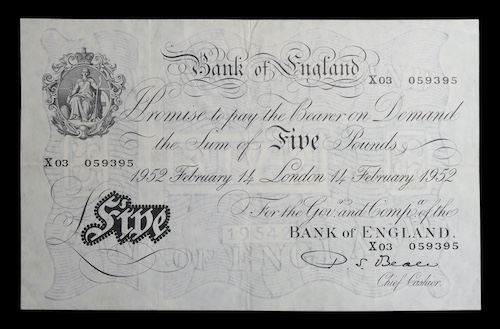 Bank of England
X03 059395
I Promise to pay the Bearer on Demand
the Sum of Five Pounds
X03 059395
1952 February 14 London 14 February 1952
For the Govr. and Compa. of the
Five
BANK OF ENGLAND.
X03 059395
P. S. Beale
Chief Cashier.